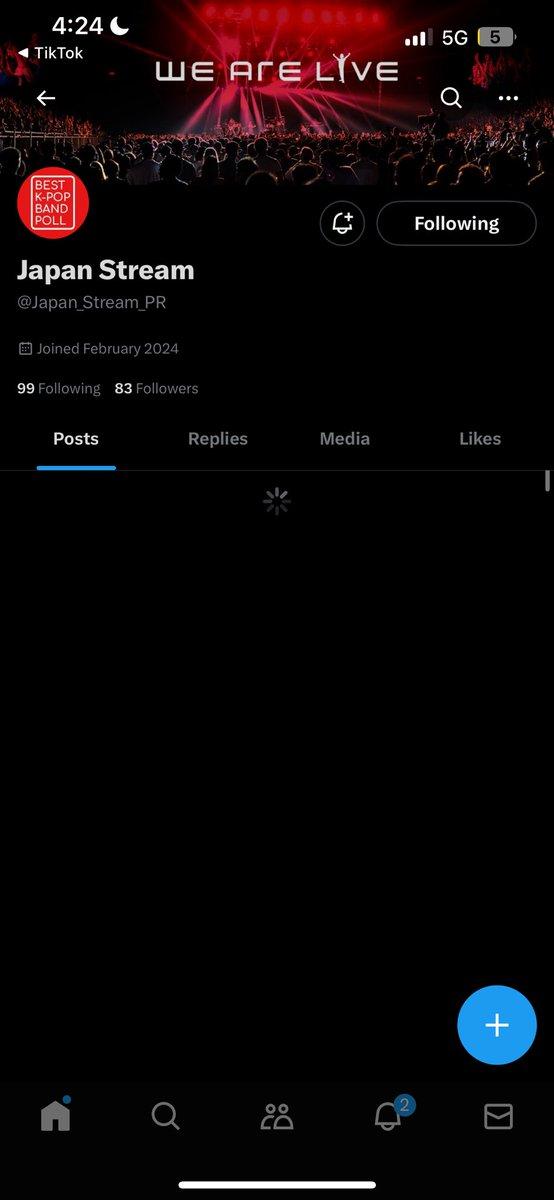 4:24
5G 5
◀ TikTok
WE ARE LIVE
BEST
K-POP
BAND
POLL
Following
Japan Stream
@Japan_Stream_PR
Joined February 2024
99 Following 83 Followers
Posts Replies Media Likes
2